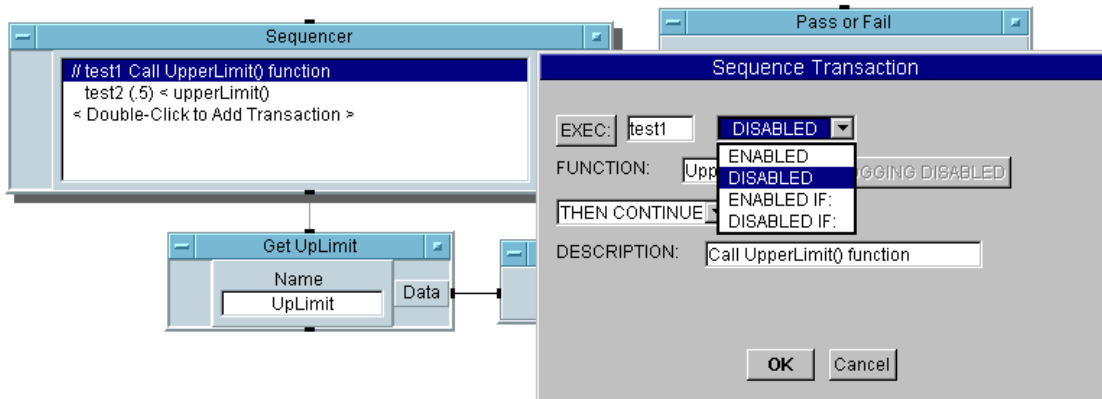 Sequencer
// test1 Call UpperLimit() function
test2 (.5) < upperLimit()
< Double-Click to Add Transaction >
Pass or Fail
Sequence Transaction
EXEC: test1 DISABLED
ENABLED
DISABLED
ENABLED IF:
DISABLED IF:
FUNCTION: DISABLED
THEN CONTINUE
DESCRIPTION: Call UpperLimit() function
OK Cancel
Get UpLimit
Name
UpLimit
Data